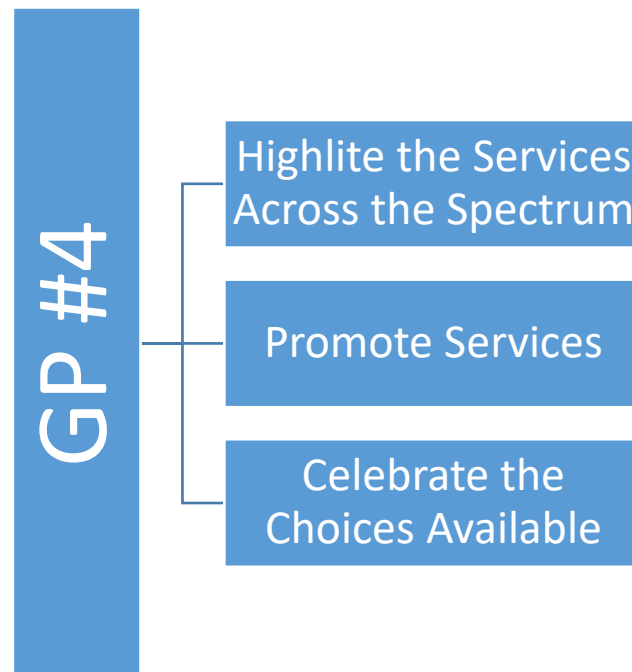 GP #4
Highlite the Services
Across the Spectrum
Promote Services
Celebrate the
Choices Available